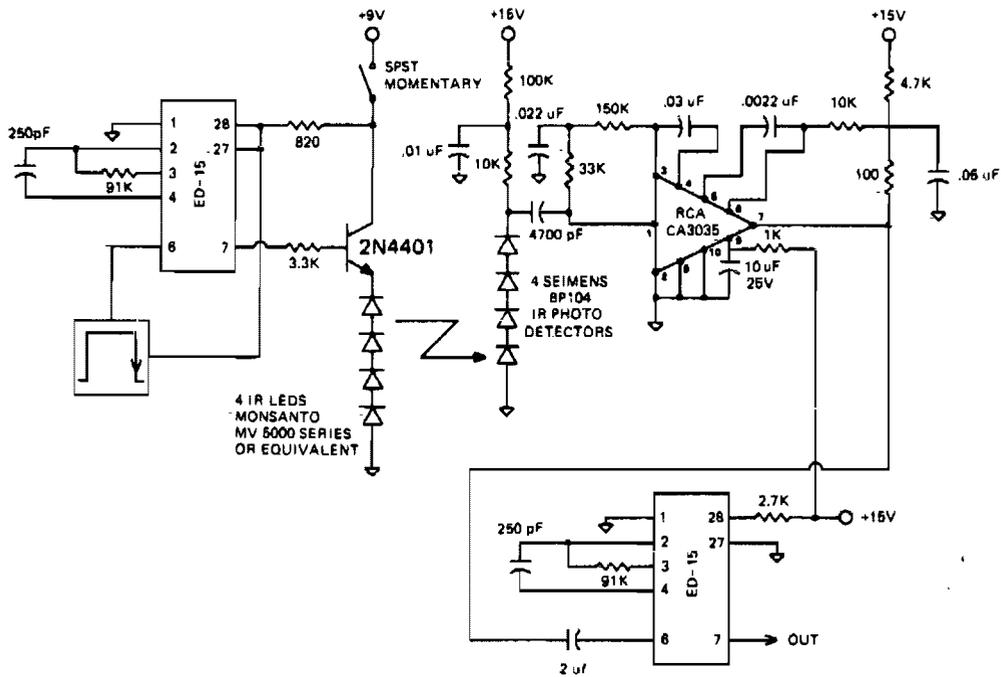 +9V
SPST
MOMENTARY
250pF
1
2
3
4
6
28
27
7
ED-15
91K
820
3.3K
2N4401
4 IR LEDS
MONSANTO
MV 5000 SERIES
OR EQUIVALENT
+15V
100K
.01 uF
10K
.022 uF
150K
33K
4700 pF
4 SEIMENS
BP104
IR PHOTO
DETECTORS
.03 uF
.0022 uF
10K
+15V
4.7K
100
.05 uF
3
4
5
6
7
1
RCA
CA3035
2
8
10
9
1K
10 uF
25V
250 pF
1
2
3
4
6
28
27
7
ED-15
91K
2.7K
+15V
2 uf
OUT